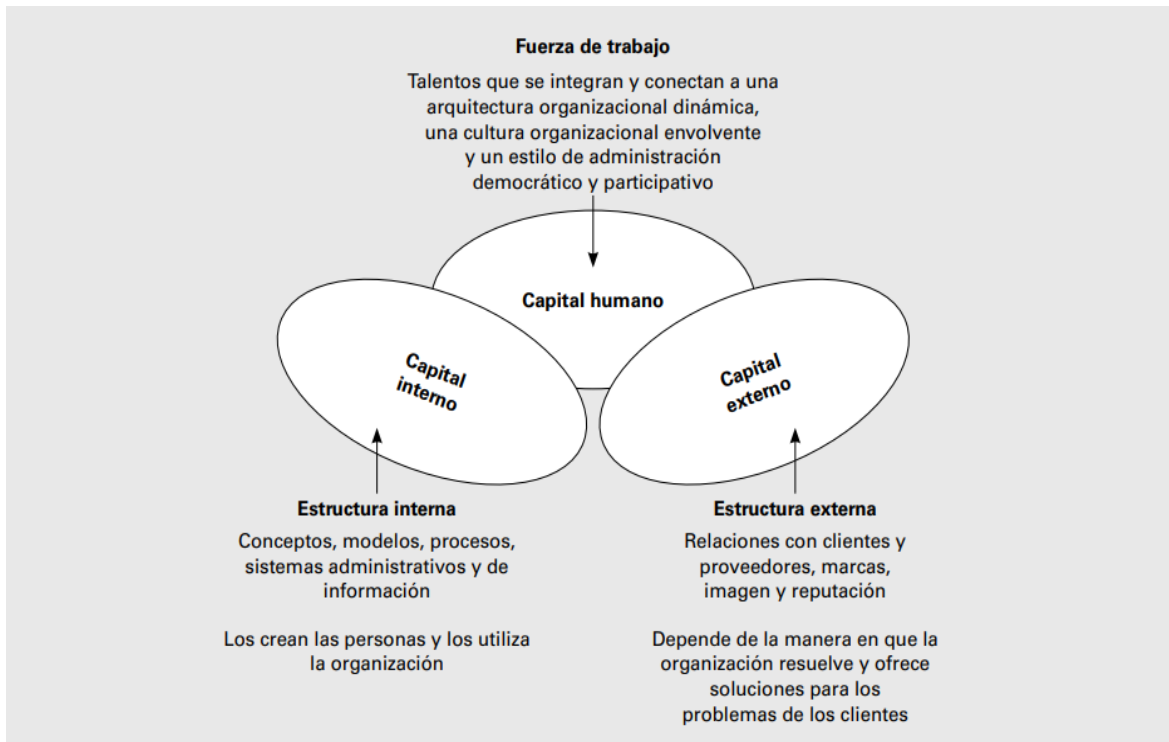 Fuerza de trabajo
Talentos que se integran y conectan a una
arquitectura organizacional dinámica,
una cultura organizacional envolvente
y un estilo de administración
democrático y participativo
Capital humano
Capital
interno
Capital
externo
Estructura interna
Conceptos, modelos, procesos,
sistemas administrativos y de
información
Los crean las personas y los utiliza
la organización
Estructura externa
Relaciones con clientes y
proveedores, marcas,
imagen y reputación
Depende de la manera en que la
organización resuelve y ofrece
soluciones para los
problemas de los clientes